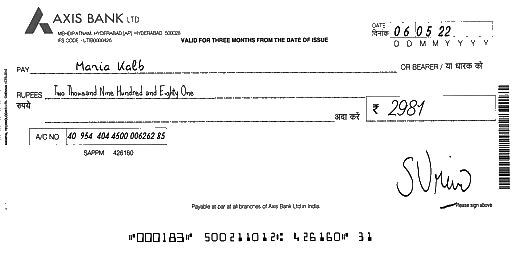 AXIS BANK LTD
MEHDIPATNAM, HYDERABAD [AP] HYDERABAD 500028
IFS CODE - UTIB0000426
VALID FOR THREE MONTHS FROM THE DATE OF ISSUE
DATE
दिनांक 06 05 22
D D M M Y Y Y Y
PAY Maria Kalb OR BEARER / या धारक को
RUPEES Two Thousand Nine Hundred and Eighty One
रुपये अदा करें ₹ 2981
A/C NO 40 954 404 4500 006262 85
SAPPM 426160
Payable at par at all branches of Axis Bank Ltd in India.
Please sign above
⑈000183⑈ 500211012⑆ 426160⑈ 31